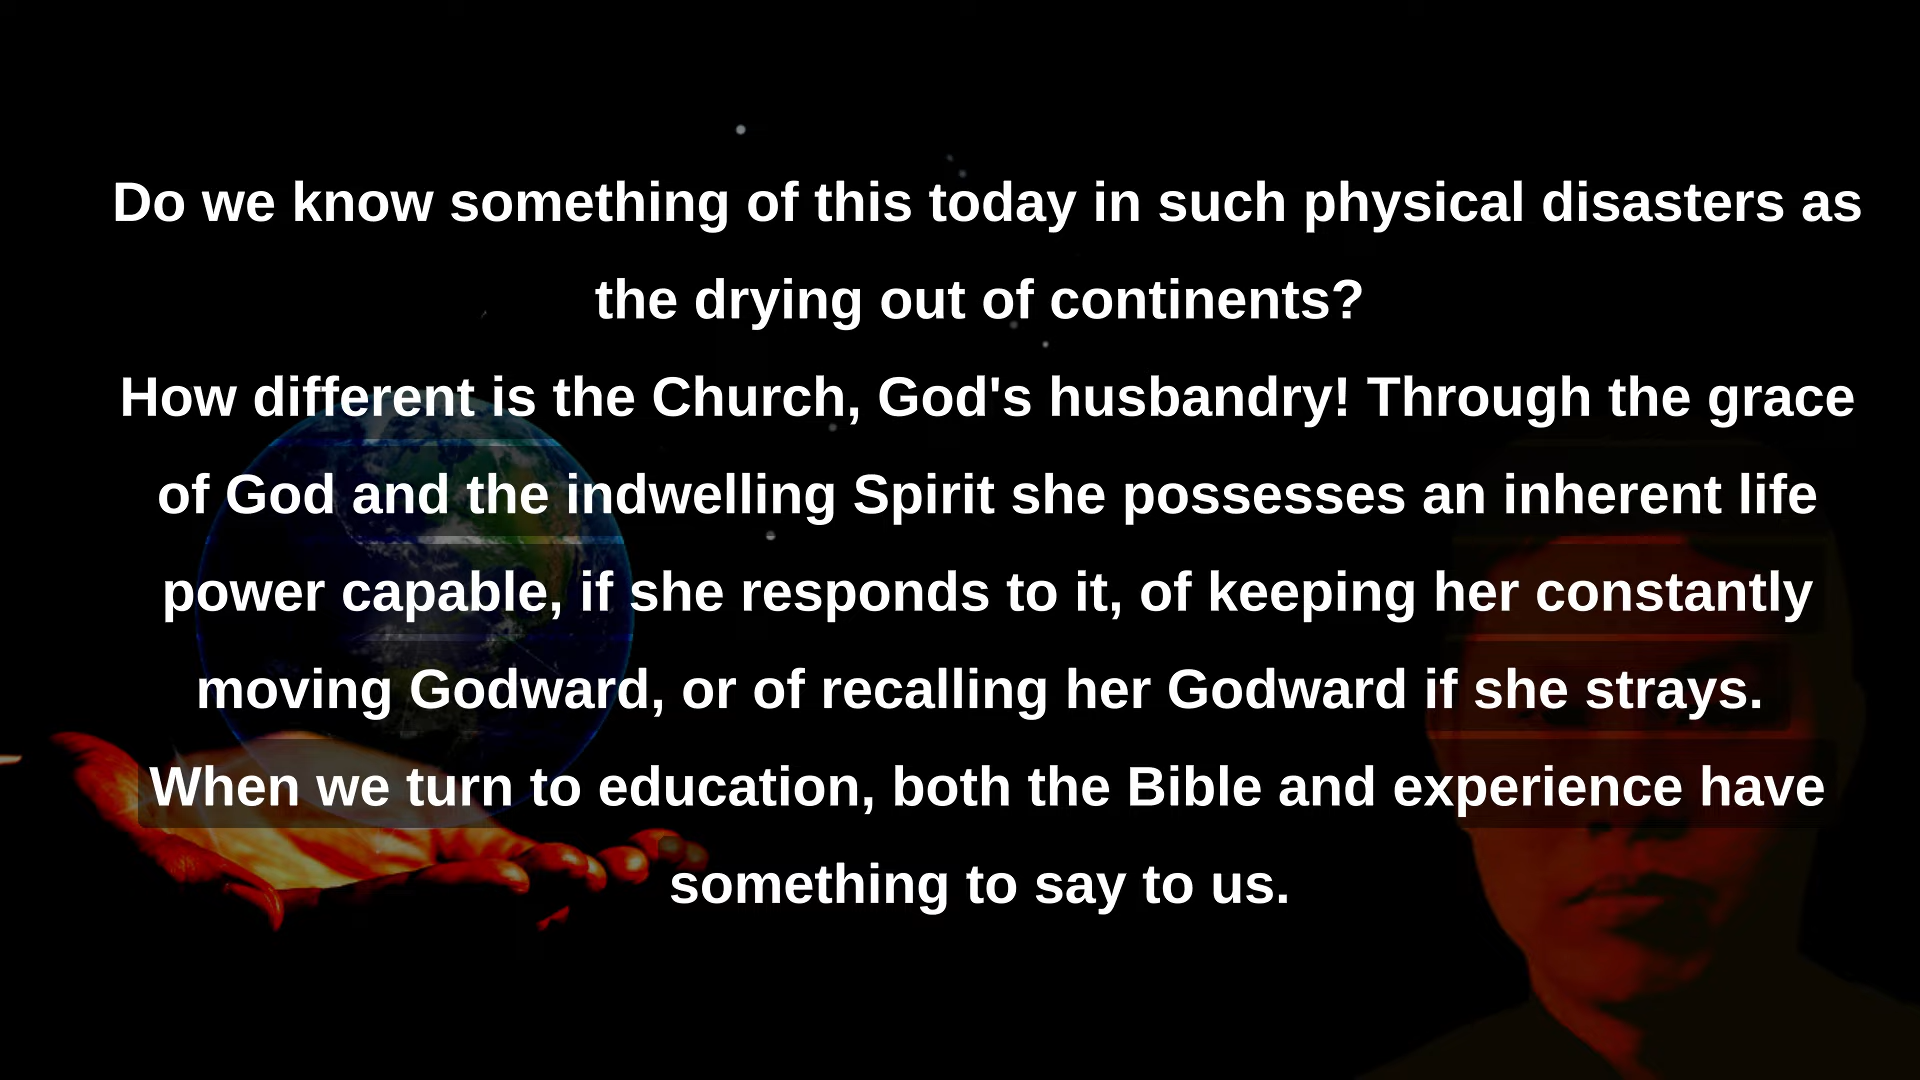 Do we know something of this today in such physical disasters as
the drying out of continents?
How different is the Church, God's husbandry! Through the grace
of God and the indwelling Spirit she possesses an inherent life
power capable, if she responds to it, of keeping her constantly
moving Godward, or of recalling her Godward if she strays.
When we turn to education, both the Bible and experience have
something to say to us.